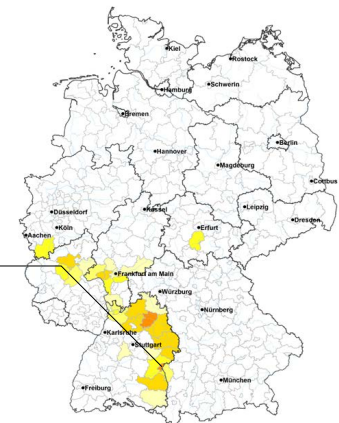 Kiel
Rostock
Schwerin
Hamburg
Bremen
Berlin
Hannover
Magdeburg
Cottbus
Leipzig
Düsseldorf
Kassel
Dresden
Köln
Erfurt
Aachen
Frankfurt am Main
Würzburg
Nürnberg
Karlsruhe
Stuttgart
München
Freiburg